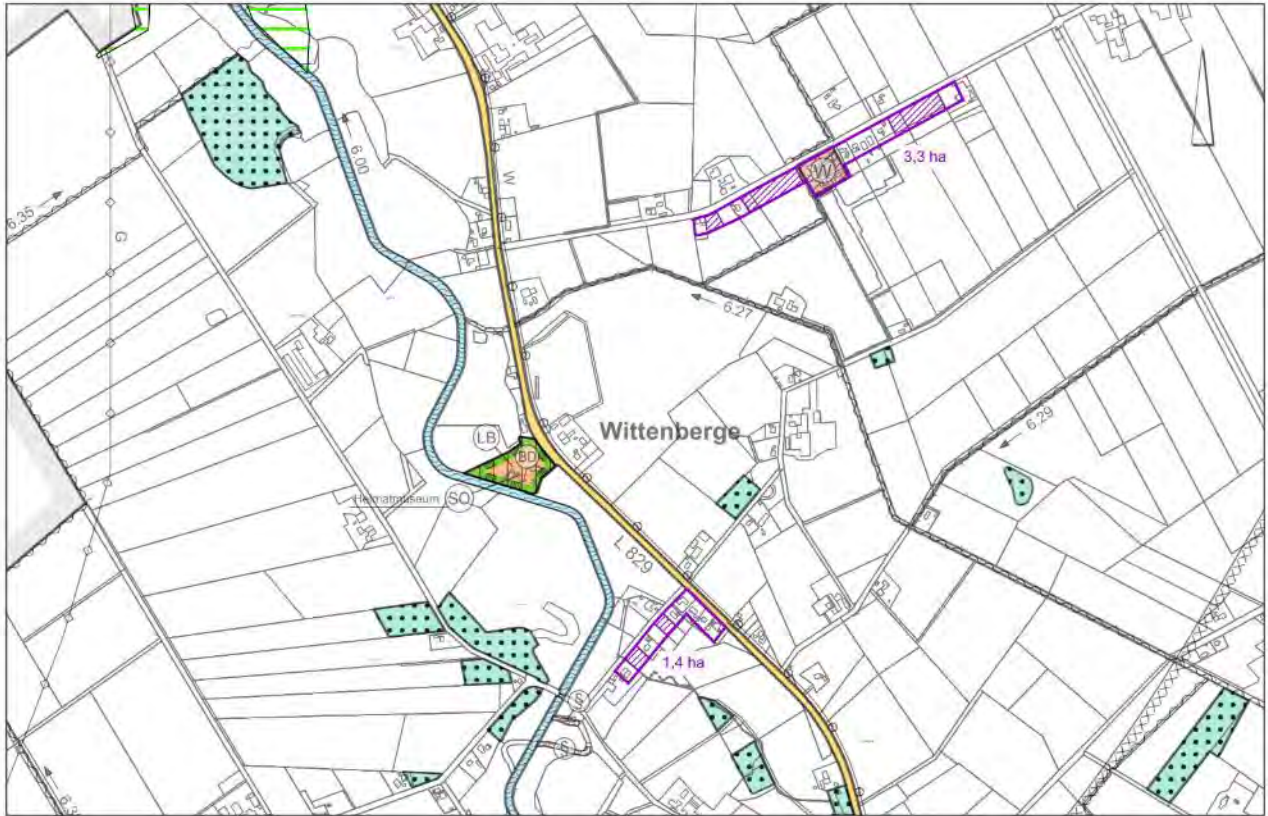 6.00
W
3,3 ha
W
6.35
G
6.27
6.29
Wittenberge
LB
BD
Heimatmuseum
SO
L 829
1,4 ha
S
S